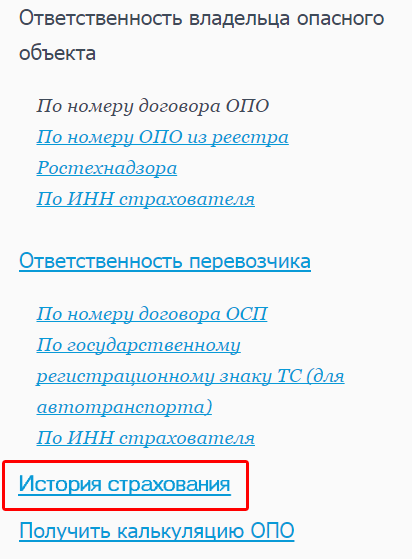 Ответственность владельца опасного
объекта
По номеру договора ОПО
По номеру ОПО из реестра
Ростехнадзора
По ИНН страхователя
Ответственность перевозчика
По номеру договора ОСП
По государственному
регистрационному знаку ТС (для
автотранспорта)
По ИНН страхователя
История страхования
Получить калькуляцию ОПО